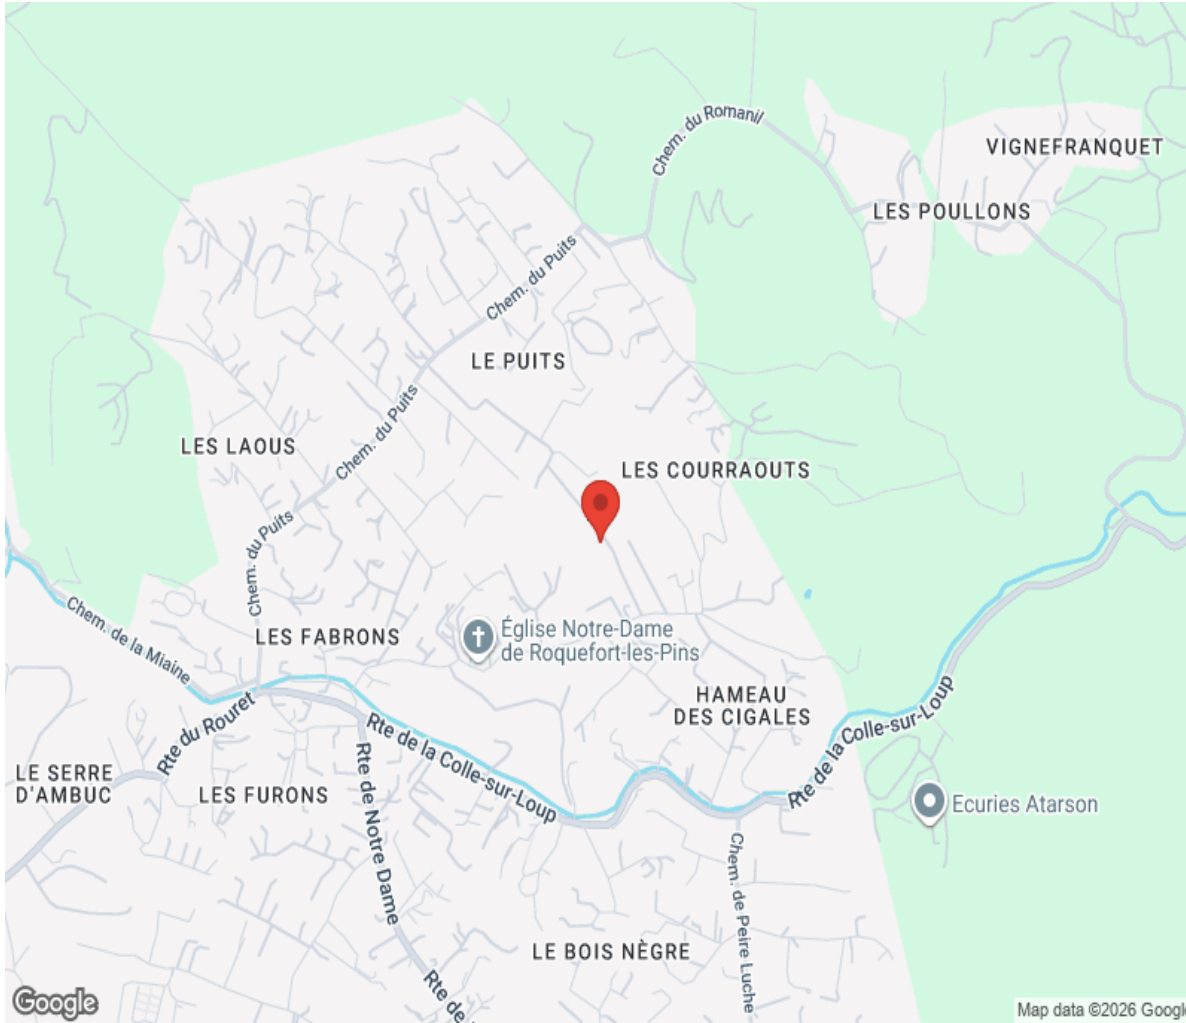 Chem. du Romanil
VIGNEFRANQUET
LES POULLONS
Chem. du Puits
LE PUITS
Chem. du Puits
LES LAOUS
LES COURRAOUTS
Chem. du Puits
Chem. de la Miaine
LES FABRONS
Église Notre-Dame
de Roquefort-les-Pins
HAMEAU
DES CIGALES
Rte du Rouret
Rte de la Colle-sur-Loup
Rte de la Colle-sur-Loup
LE SERRE
D'AMBUC
LES FURONS
Rte de Notre Dame
Ecuries Atarson
Chem. de Peire Luche
LE BOIS NÈGRE
Rte de
Google
Map data ©2026 Google